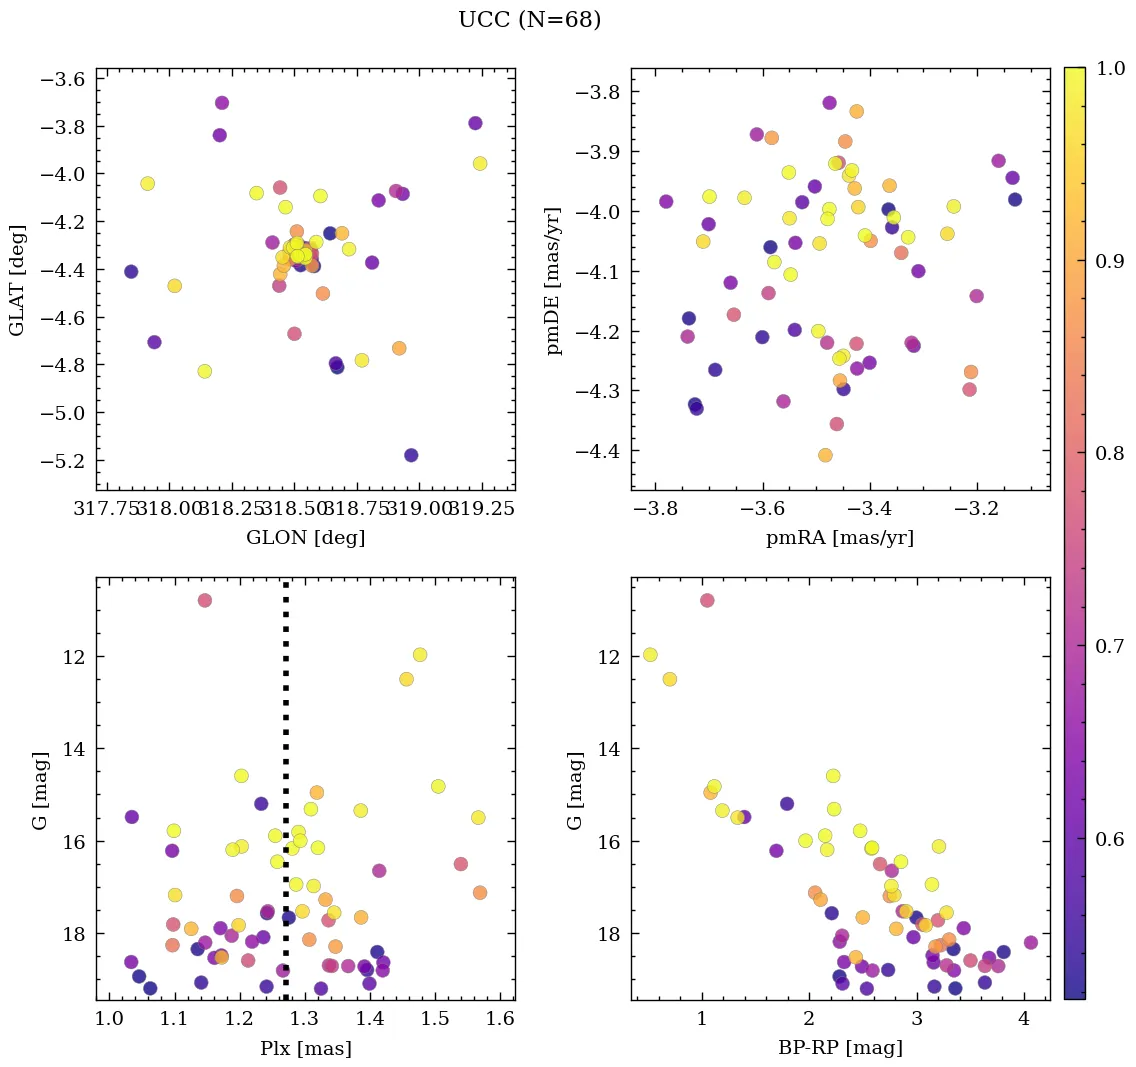 UCC (N=68)
−3.6
−3.8
−4.0
−4.2
−4.4
−4.6
−4.8
−5.0
−5.2
GLAT [deg]
317.75 318.00 318.25 318.50 318.75 319.00 319.25
GLON [deg]
−3.8
−3.9
−4.0
−4.1
−4.2
−4.3
−4.4
pmDE [mas/yr]
−3.8 −3.6 −3.4 −3.2
pmRA [mas/yr]
1.0
0.9
0.8
0.7
0.6
12
14
16
18
G [mag]
1.0 1.1 1.2 1.3 1.4 1.5 1.6
Plx [mas]
12
14
16
18
G [mag]
1 2 3 4
BP-RP [mag]